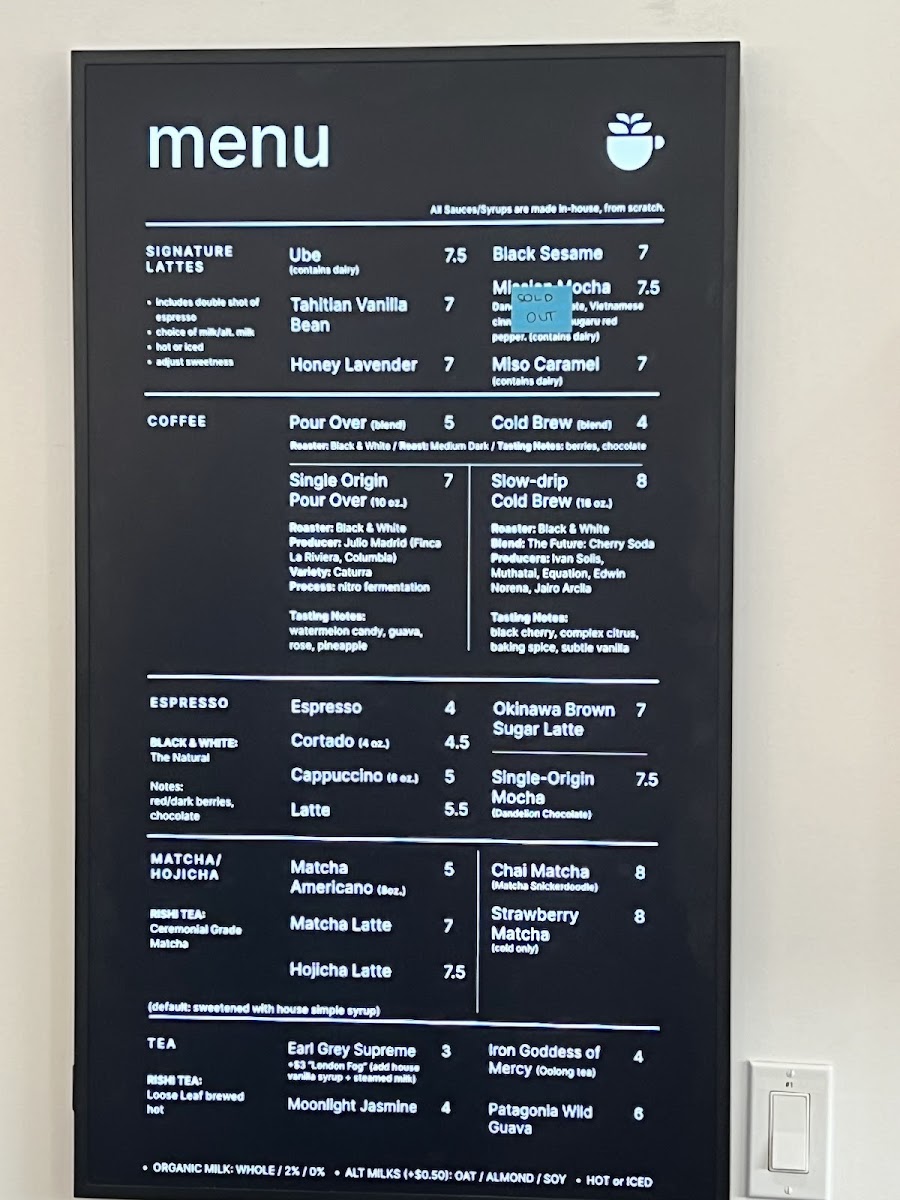 menu
All Sauces/Syrups are made in-house, from scratch.
SIGNATURE
LATTES
• includes double shot of
espresso
• choice of milk/alt. milk
• hot or iced
• adjust sweetness
Ube 7.5
(contains dairy)
Tahitian Vanilla 7
Bean
Honey Lavender 7
Black Sesame 7
Mission Mocha 7.5
SOLD
OUT
Vietnamese
red
pepper. (contains dairy)
Miso Caramel 7
(contains dairy)
COFFEE
Pour Over (blend) 5
Cold Brew (blend) 4
Roaster: Black & White / Roast: Medium Dark / Tasting Notes: berries, chocolate
Single Origin 7
Pour Over (10 oz.)
Roaster: Black & White
Producer: Julio Madrid (Finca
La Riviera, Columbia)
Variety: Caturra
Process: nitro fermentation
Tasting Notes:
watermelon candy, guava,
rose, pineapple
Slow-drip 8
Cold Brew (16 oz.)
Roaster: Black & White
Blend: The Future: Cherry Soda
Producers: Ivan Solis,
Muthatai, Equation, Edwin
Norena, Jairo Arcila
Tasting Notes:
black cherry, complex citrus,
baking spice, subtle vanilla
ESPRESSO
BLACK & WHITE:
The Natural
Notes:
red/dark berries,
chocolate
Espresso 4
Cortado (4 oz.) 4.5
Cappuccino (6 oz.) 5
Latte 5.5
Okinawa Brown 7
Sugar Latte
Single-Origin 7.5
Mocha
(Dandelion Chocolate)
MATCHA/
HOJICHA
RISHI TEA:
Ceremonial Grade
Matcha
Matcha 5
Americano (8oz.)
Matcha Latte 7
Hojicha Latte 7.5
Chai Matcha 8
(Matcha Snickerdoodle)
Strawberry 8
Matcha
(cold only)
(default: sweetened with house simple syrup)
TEA
RISHI TEA:
Loose Leaf brewed
hot
Earl Grey Supreme 3
+$3 "London Fog" (add house
vanilla syrup + steamed milk)
Moonlight Jasmine 4
Iron Goddess of 4
Mercy (Oolong tea)
Patagonia Wild 6
Guava
• ORGANIC MILK: WHOLE / 2% / 0% • ALT MILKS (+$0.50): OAT / ALMOND / SOY • HOT or ICED
#1